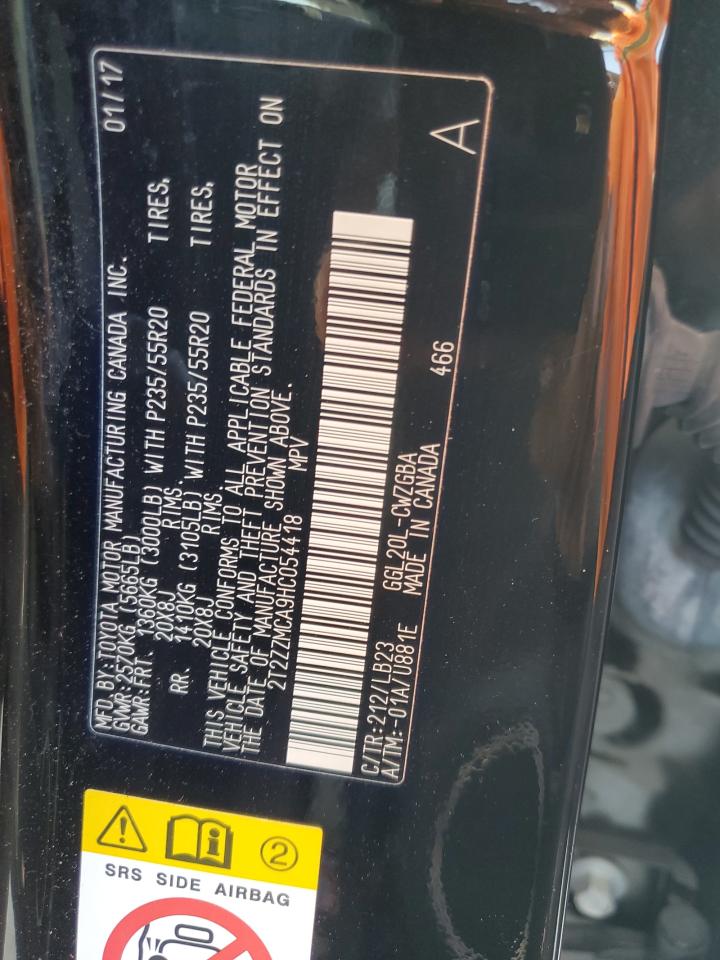 MFD. BY: TOYOTA MOTOR MANUFACTURING CANADA INC. 01/17
GVWR: 2570KG (5665LB)
GAWR: FRT. 1360KG (3000LB) WITH P235/55R20 TIRES,
20X8J RIMS.
RR. 1410KG (3105LB) WITH P235/55R20 TIRES,
20X8J RIMS.
THIS VEHICLE CONFORMS TO ALL APPLICABLE FEDERAL MOTOR
VEHICLE SAFETY AND THEFT PREVENTION STANDARDS IN EFFECT ON
THE DATE OF MANUFACTURE SHOWN ABOVE.
2T2ZZMCA9HC054418 MPV
C/TR:212/LB23 GGL20L-CWZGBA
A/TM:-01A/U881E MADE IN CANADA 466 A
2
SRS SIDE AIRBAG